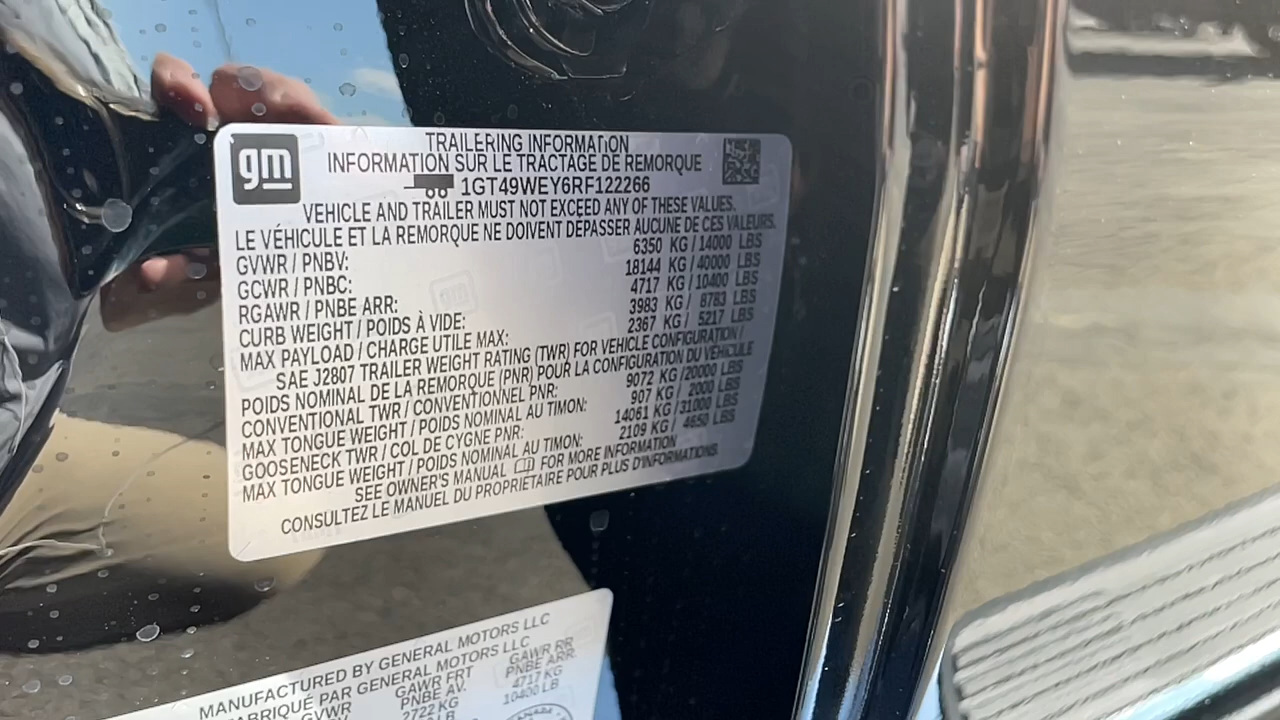 gm
TRAILERING INFORMATION
INFORMATION SUR LE TRACTAGE DE REMORQUE
1GT49WEY6RF122266
VEHICLE AND TRAILER MUST NOT EXCEED ANY OF THESE VALUES.
LE VÉHICULE ET LA REMORQUE NE DOIVENT DÉPASSER AUCUNE DE CES VALEURS.
GVWR / PNBV: 6350 KG / 14000 LBS
GCWR / PNBC: 18144 KG / 40000 LBS
RGAWR / PNBE ARR: 4717 KG / 10400 LBS
CURB WEIGHT / POIDS À VIDE: 3983 KG / 8783 LBS
MAX PAYLOAD / CHARGE UTILE MAX: 2367 KG / 5217 LBS
SAE J2807 TRAILER WEIGHT RATING (TWR) FOR VEHICLE CONFIGURATION /
POIDS NOMINAL DE LA REMORQUE (PNR) POUR LA CONFIGURATION DU VÉHICULE
CONVENTIONAL TWR / CONVENTIONNEL PNR: 9072 KG / 20000 LBS
MAX TONGUE WEIGHT / POIDS NOMINAL AU TIMON: 907 KG / 2000 LBS
GOOSENECK TWR / COL DE CYGNE PNR: 14061 KG / 31000 LBS
MAX TONGUE WEIGHT / POIDS NOMINAL AU TIMON: 2109 KG / 4650 LBS
SEE OWNER'S MANUAL FOR MORE INFORMATION
CONSULTEZ LE MANUEL DU PROPRIÉTAIRE POUR PLUS D'INFORMATIONS
MANUFACTURED BY GENERAL MOTORS LLC
FABRIQUÉ PAR GENERAL MOTORS LLC
GVWR GAWR FRT GAWR RR
PNBV PNBE AV. PNBE ARR.
2722 KG 4717 KG
LB 10400 LB